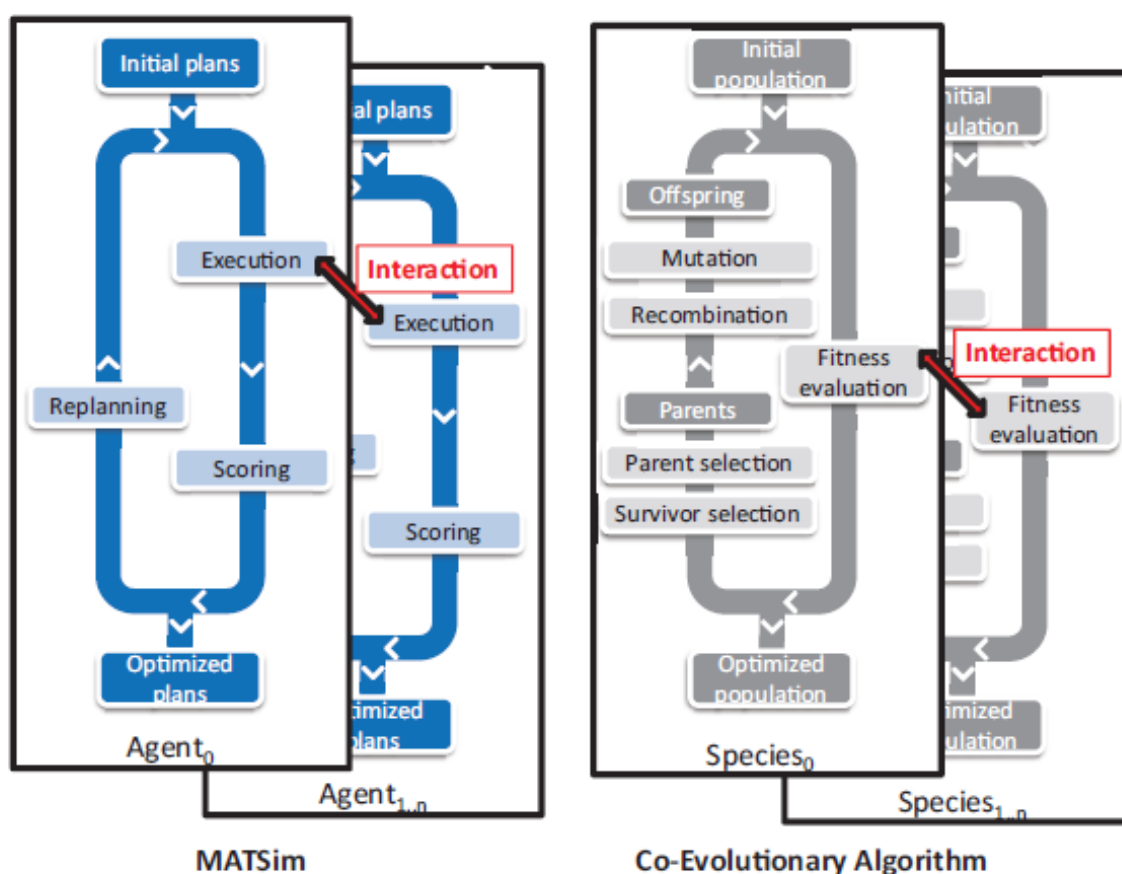 Initial plans
Execution
Replanning
Scoring
Optimized
plans
Agent0
al plans
Interaction
Execution
Scoring
timized
plans
Agent1..n
MATSim
Initial
population
Offspring
Mutation
Recombination
Fitness
evaluation
Parents
Parent selection
Survivor selection
Optimized
population
Species0
nitial
ulation
Interaction
Fitness
evaluation
imized
ulation
Species1..n
Co-Evolutionary Algorithm